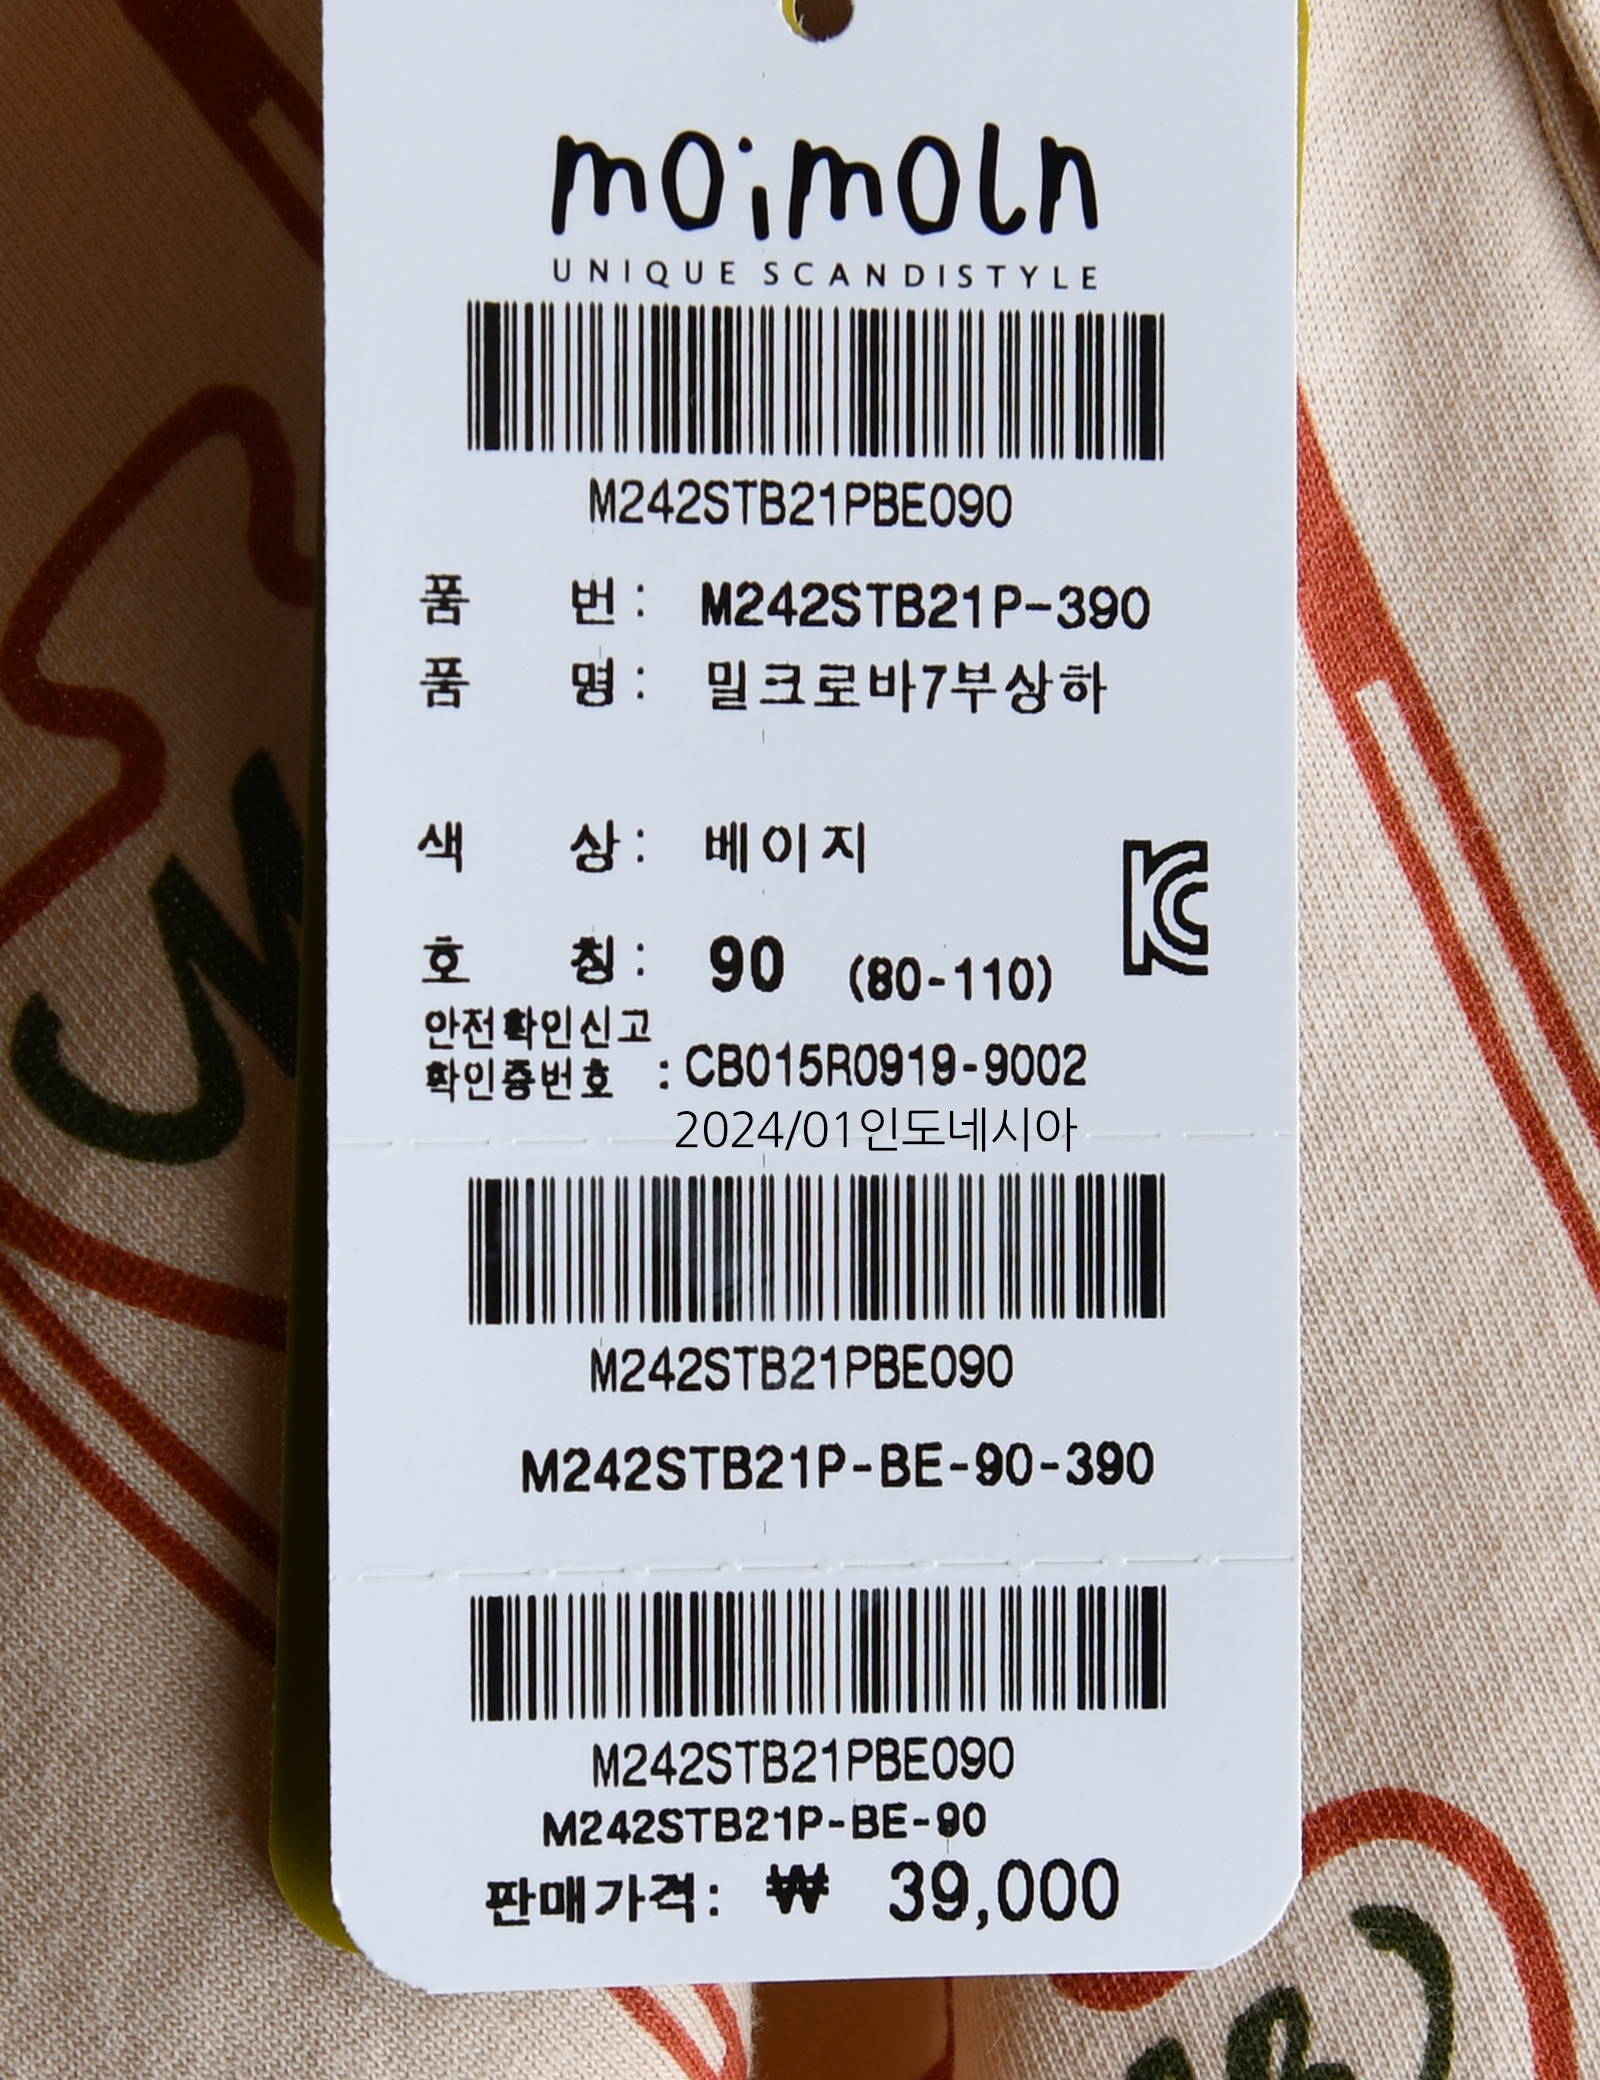 moimoln
UNIQUE SCANDISTYLE
M242STB21PBE090
품 번 : M242STB21P-390
품 명 : 밀크로바7부상하
색 상 : 베이지
호 칭 : 90 (80-110)
안전확인신고
확인증번호 : CB015R0919-9002
2024/01인도네시아
M242STB21PBE090
M242STB21P-BE-90-390
M242STB21PBE090
M242STB21P-BE-90
판매가격: ₩ 39,000